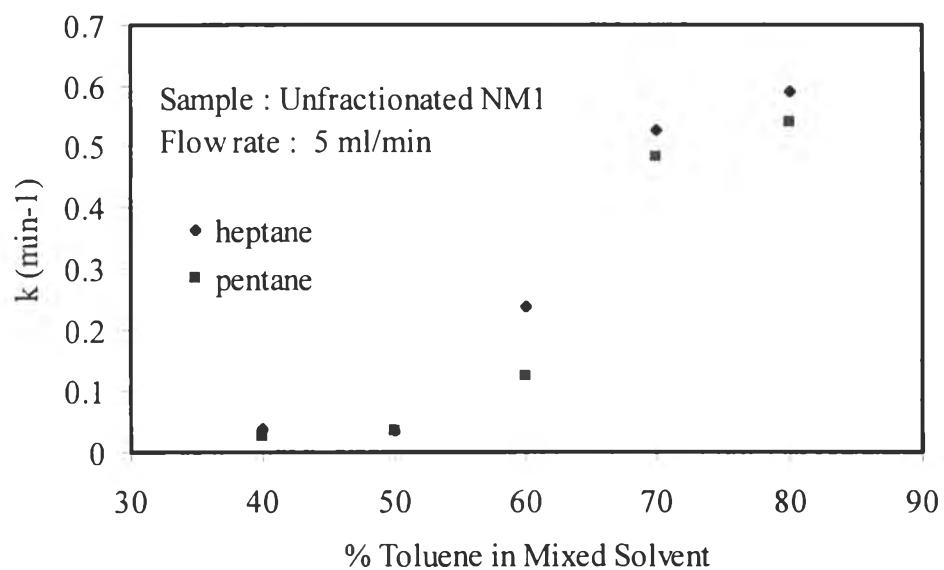 0.7
0.6
0.5
0.4
0.3
0.2
0.1
0
k (min-1)
Sample : Unfractionated NM1
Flow rate : 5 ml/min
heptane
pentane
30 40 50 60 70 80 90
% Toluene in Mixed Solvent